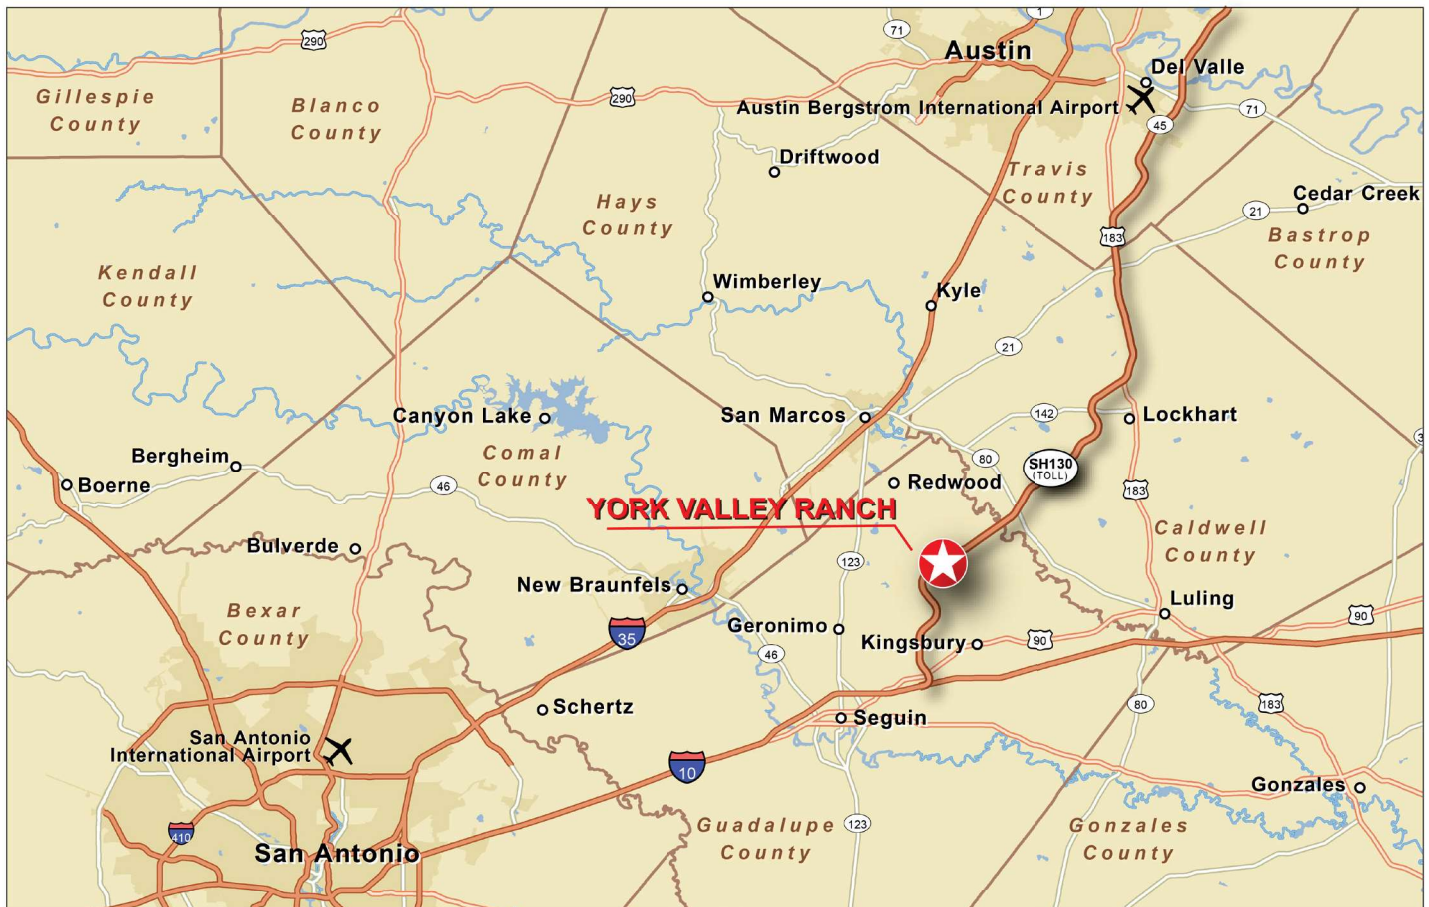 1
71
290
Austin
Del Valle
Gillespie
County
Blanco
County
290
Austin Bergstrom International Airport
71
45
Driftwood
Travis
County
Cedar Creek
21
Hays
County
183
Bastrop
County
Kendall
County
Wimberley
Kyle
21
Canyon Lake
San Marcos
142
Lockhart
Comal
County
Bergheim
80
SH130
(TOLL)
Boerne
46
Redwood
183
YORK VALLEY RANCH
Caldwell
County
Bulverde
123
New Braunfels
Luling
Bexar
County
35
Geronimo
Kingsbury
90
90
46
Schertz
Seguin
80
183
San Antonio
International Airport
10
Gonzales
410
San Antonio
Guadalupe
County
123
Gonzales
County